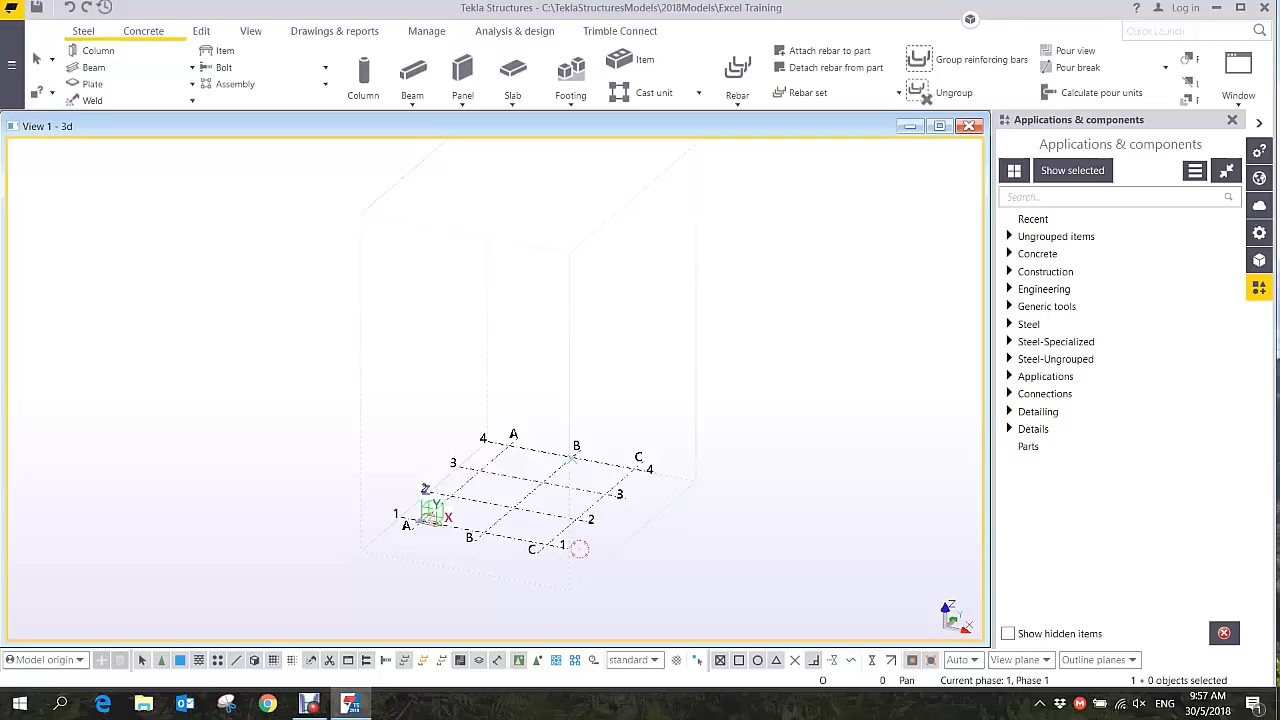 Tekla Structures - C:\TeklaStructuresModels\2018Models\Excel Training
Log in
Steel
Concrete
Edit
View
Drawings & reports
Manage
Analysis & design
Trimble Connect
Quick Launch
Column
Beam
Plate
Weld
Item
Bolt
Assembly
Column
Beam
Panel
Slab
Footing
Item
Cast unit
Rebar
Attach rebar to part
Detach rebar from part
Rebar set
Group reinforcing bars
Ungroup
Pour view
Pour break
Calculate pour units
Window
View 1 - 3d
4 A
B
C
4
3
3
Z
Y
X
2
1
A
B
C
1
Z
Y
X
Applications & components
Applications & components
Show selected
Search...
Recent
Ungrouped items
Concrete
Construction
Engineering
Generic tools
Steel
Steel-Specialized
Steel-Ungrouped
Applications
Connections
Detailing
Details
Parts
Show hidden items
Model origin
standard
Auto
View plane
Outline planes
O
0
Pan
Current phase: 1, Phase 1
1 + 0 objects selected
ENG
9:57 AM
30/5/2018